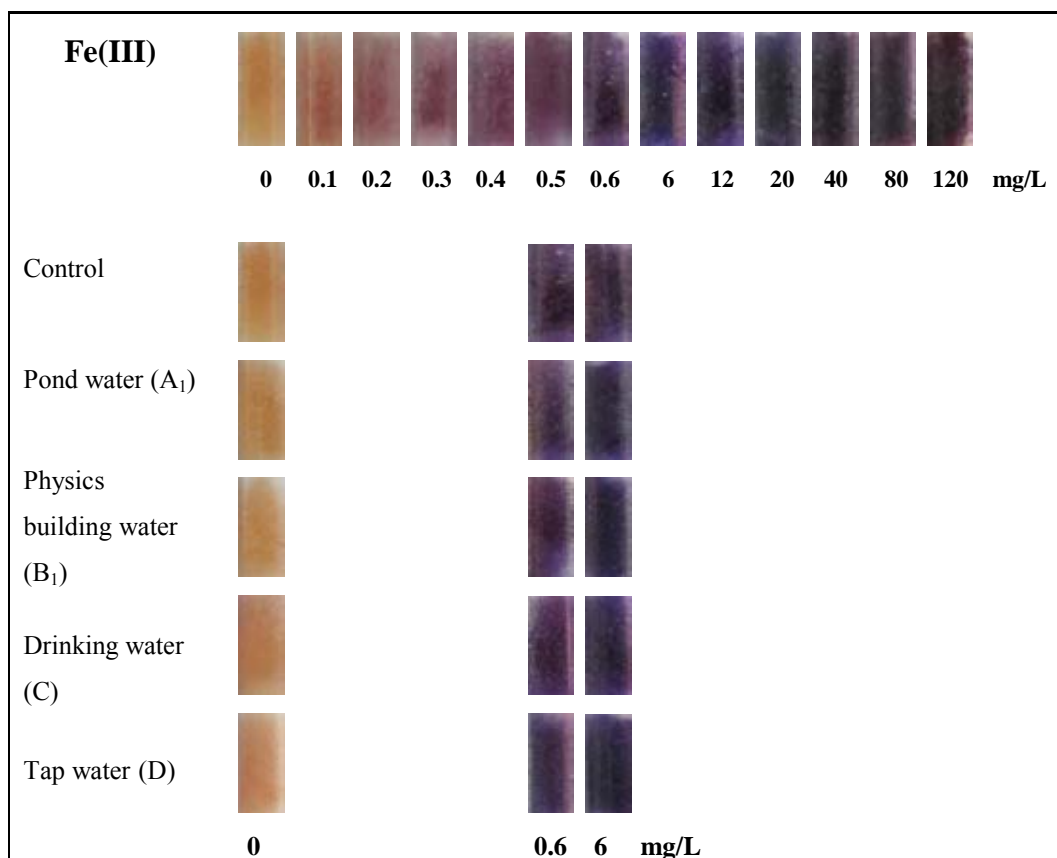 Fe(III)
0 0.1 0.2 0.3 0.4 0.5 0.6 6 12 20 40 80 120 mg/L
Control
Pond water (A₁)
Physics
building water
(B₁)
Drinking water
(C)
Tap water (D)
0 0.6 6 mg/L